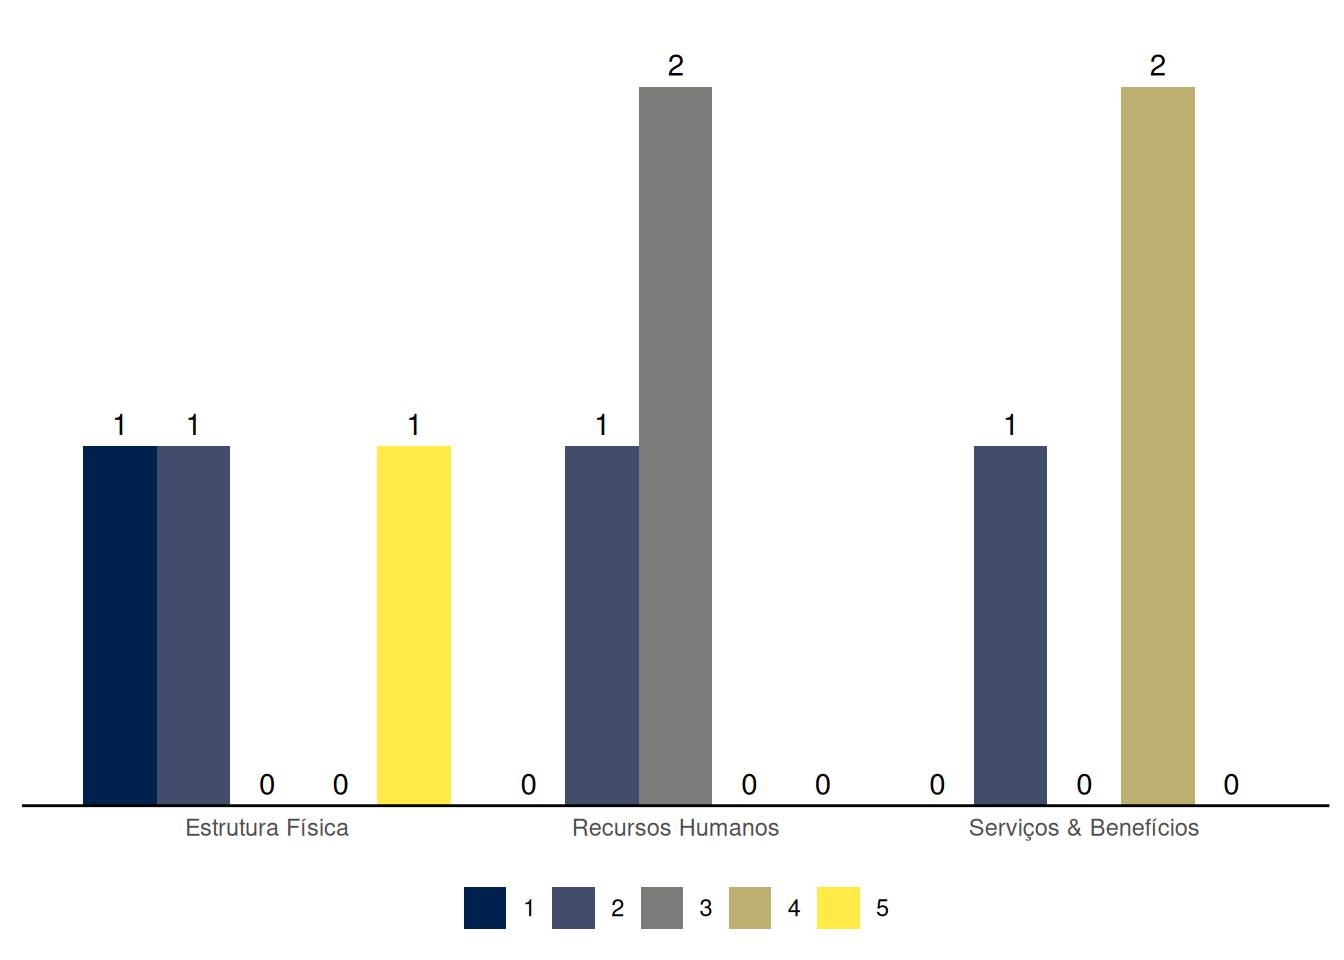 2 2
1 1 1 1 1
0 0 0 0 0 0 0 0
Estrutura Física Recursos Humanos Serviços & Benefícios
1 2 3 4 5